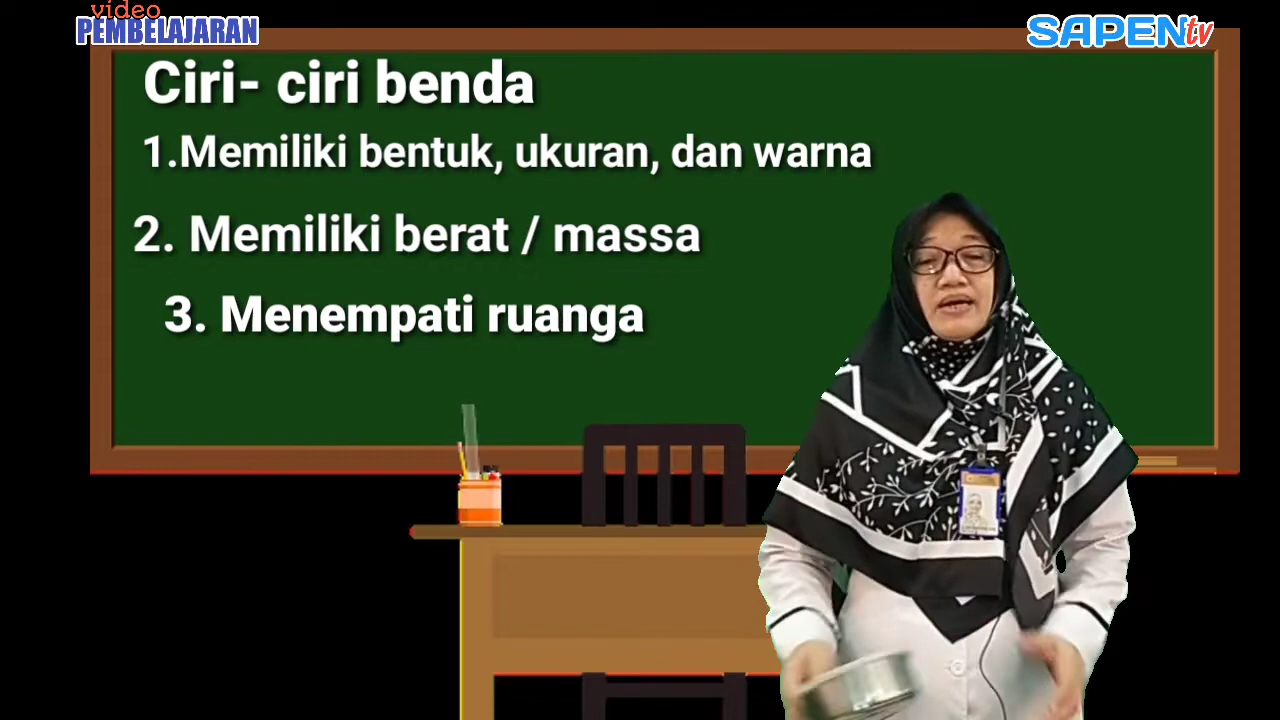 video
PEMBELAJARAN
SAPENtv
Ciri- ciri benda
1.Memiliki bentuk, ukuran, dan warna
2. Memiliki berat / massa
3. Menempati ruanga